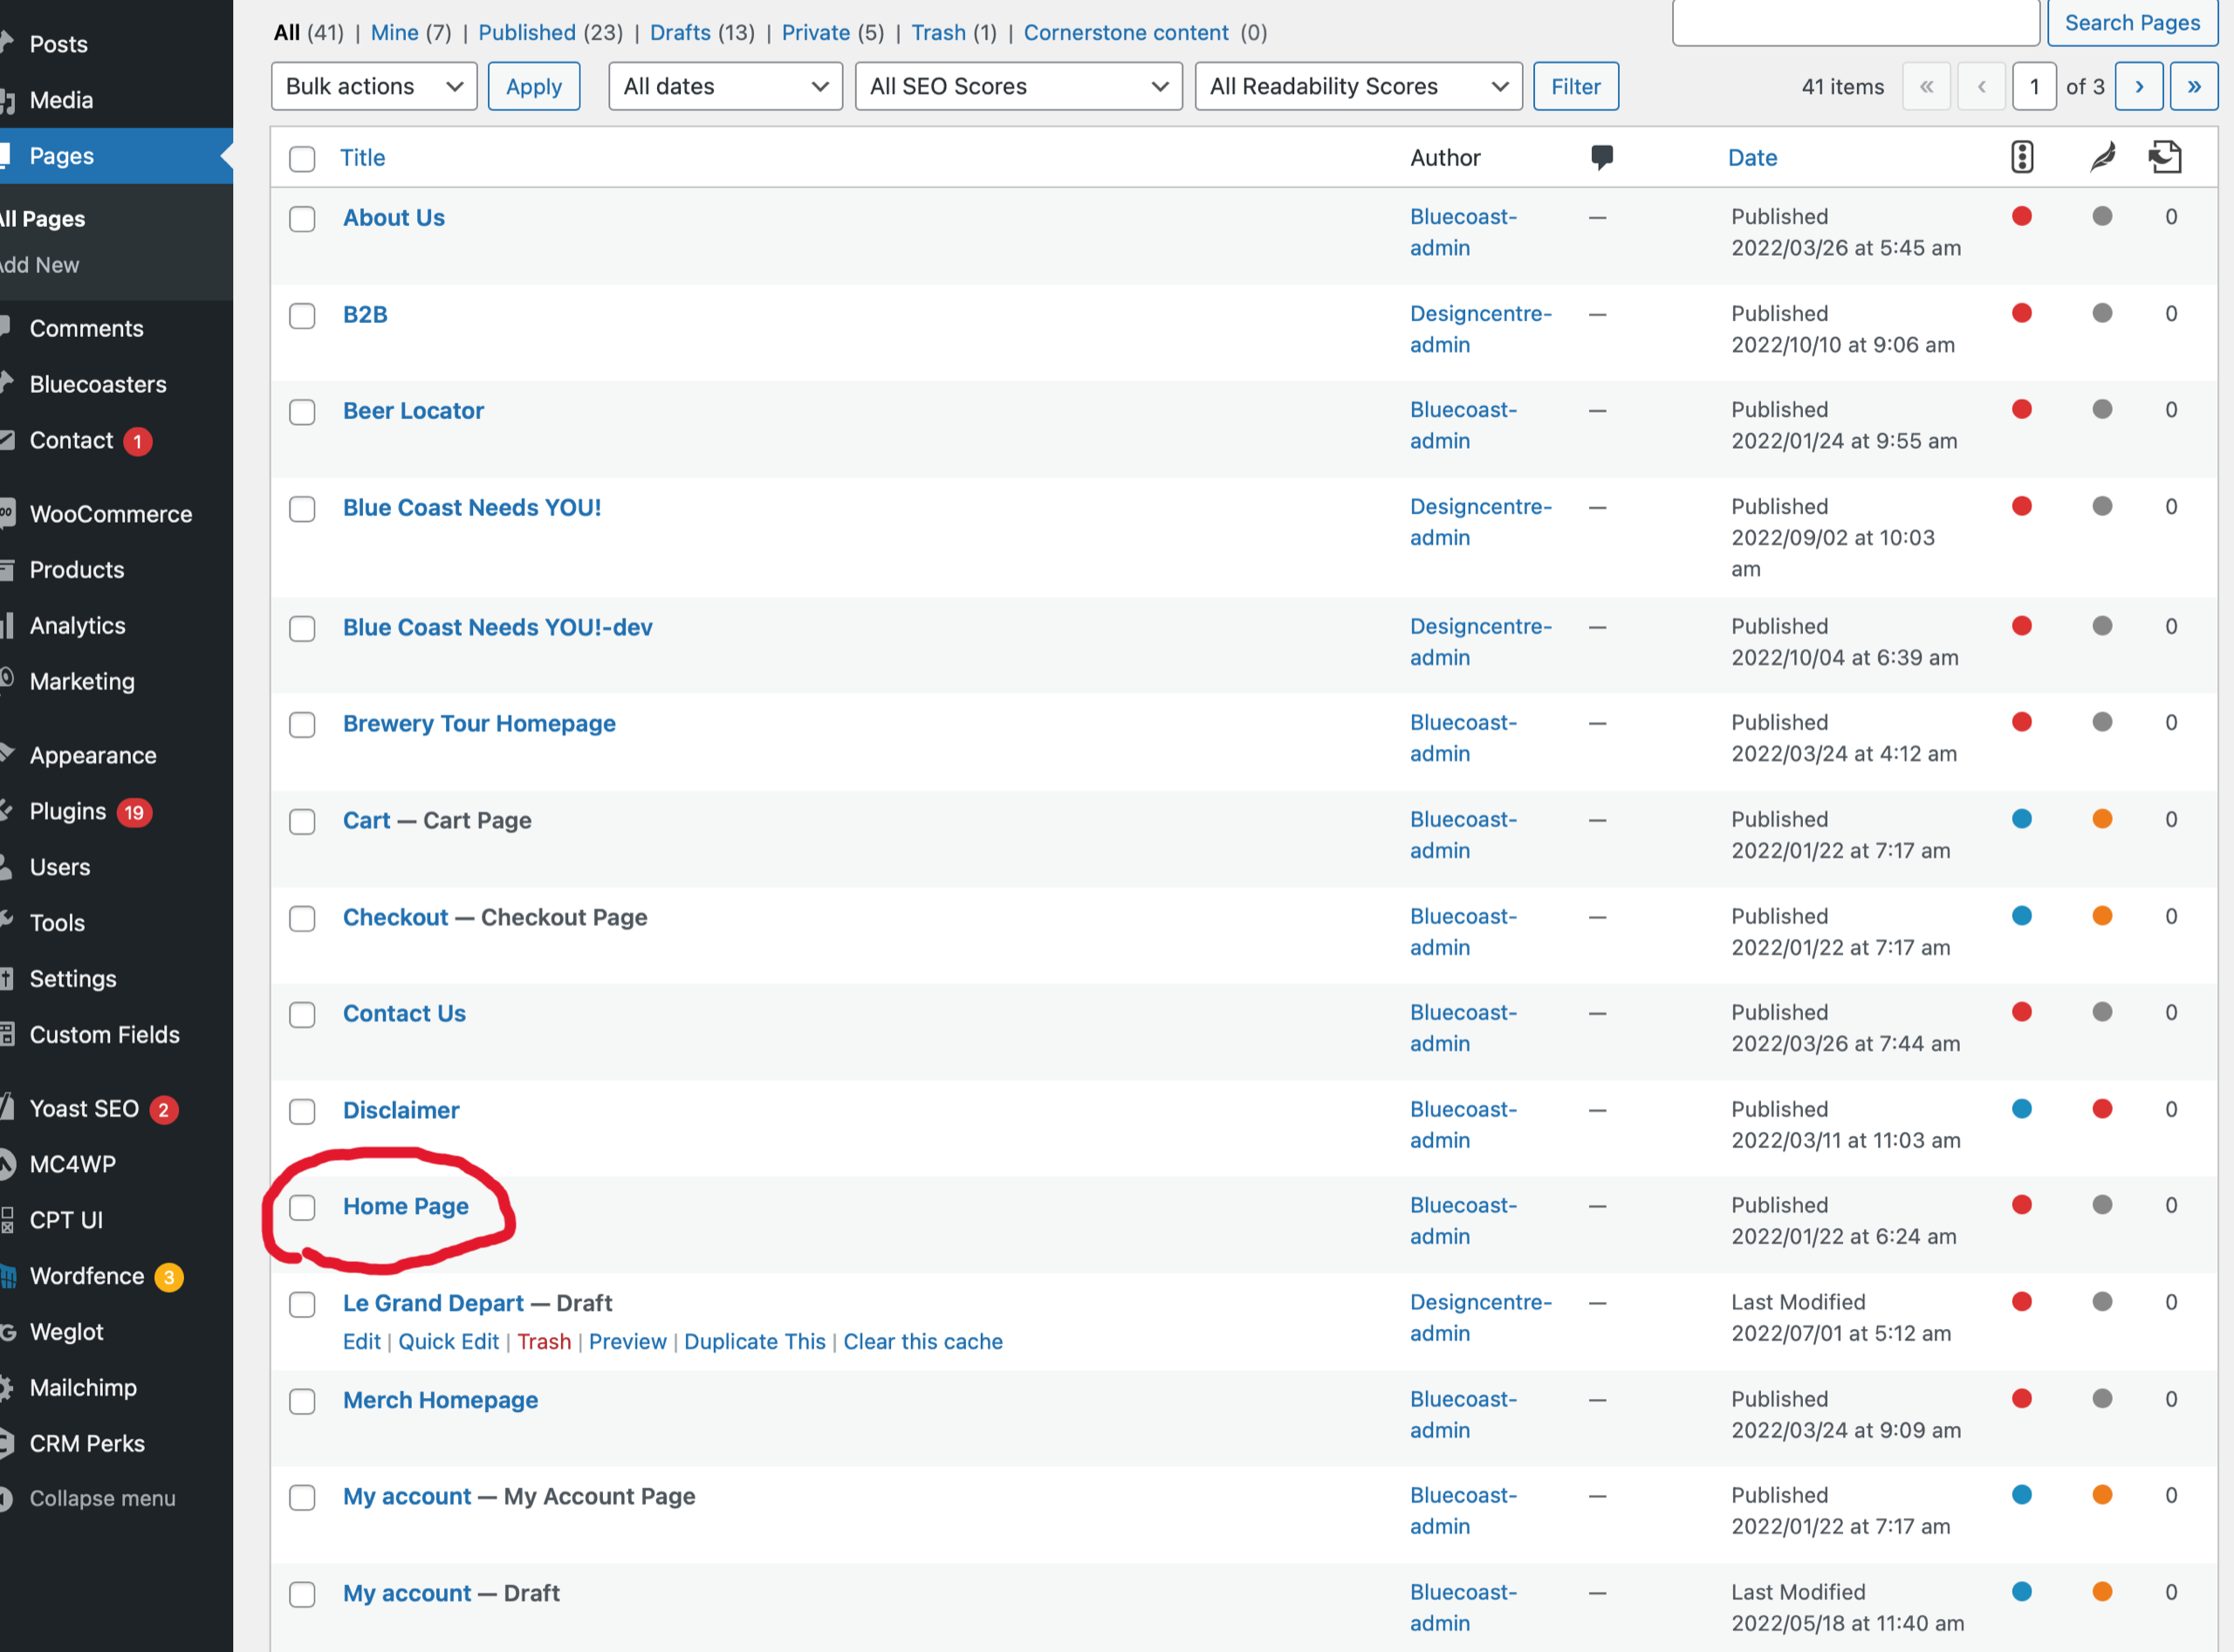 Posts
Media
Pages
All Pages
Add New
Comments
Bluecoasters
Contact 1
WooCommerce
Products
Analytics
Marketing
Appearance
Plugins 19
Users
Tools
Settings
Custom Fields
Yoast SEO 2
MC4WP
CPT UI
Wordfence 3
Weglot
Mailchimp
CRM Perks
Collapse menu
All (41) | Mine (7) | Published (23) | Drafts (13) | Private (5) | Trash (1) | Cornerstone content (0)
Search Pages
Bulk actions Apply All dates All SEO Scores All Readability Scores Filter 41 items « ‹ 1 of 3 › »
Title Author Date
About Us Bluecoast- — Published 0
admin 2022/03/26 at 5:45 am
B2B Designcentre- — Published 0
admin 2022/10/10 at 9:06 am
Beer Locator Bluecoast- — Published 0
admin 2022/01/24 at 9:55 am
Blue Coast Needs YOU! Designcentre- — Published 0
admin 2022/09/02 at 10:03
am
Blue Coast Needs YOU!-dev Designcentre- — Published 0
admin 2022/10/04 at 6:39 am
Brewery Tour Homepage Bluecoast- — Published 0
admin 2022/03/24 at 4:12 am
Cart — Cart Page Bluecoast- — Published 0
admin 2022/01/22 at 7:17 am
Checkout — Checkout Page Bluecoast- — Published 0
admin 2022/01/22 at 7:17 am
Contact Us Bluecoast- — Published 0
admin 2022/03/26 at 7:44 am
Disclaimer Bluecoast- — Published 0
admin 2022/03/11 at 11:03 am
Home Page Bluecoast- — Published 0
admin 2022/01/22 at 6:24 am
Le Grand Depart — Draft Designcentre- — Last Modified 0
Edit | Quick Edit | Trash | Preview | Duplicate This | Clear this cache admin 2022/07/01 at 5:12 am
Merch Homepage Bluecoast- — Published 0
admin 2022/03/24 at 9:09 am
My account — My Account Page Bluecoast- — Published 0
admin 2022/01/22 at 7:17 am
My account — Draft Bluecoast- — Last Modified 0
admin 2022/05/18 at 11:40 am